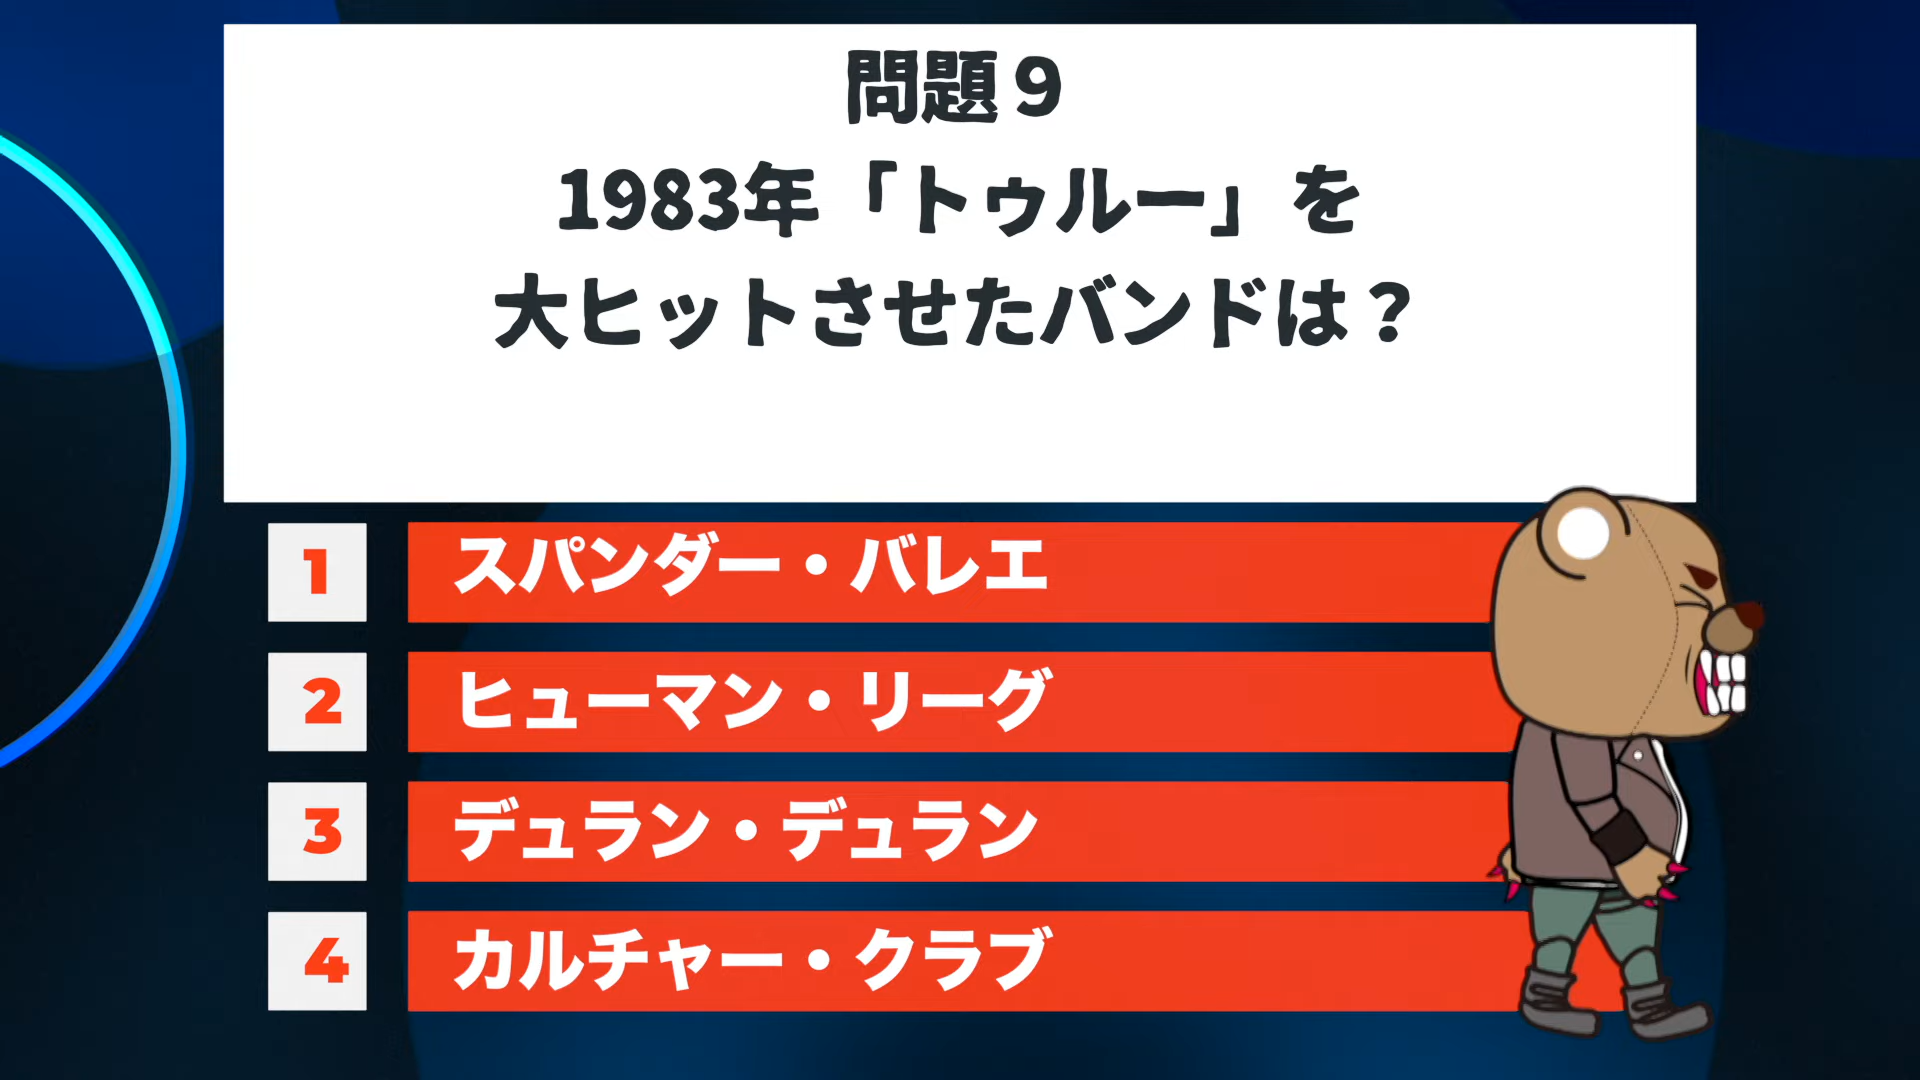 問題９
1983年「トゥルー」を
大ヒットさせたバンドは？
1
スパンダー・バレエ
2
ヒューマン・リーグ
3
デュラン・デュラン
4
カルチャー・クラブ